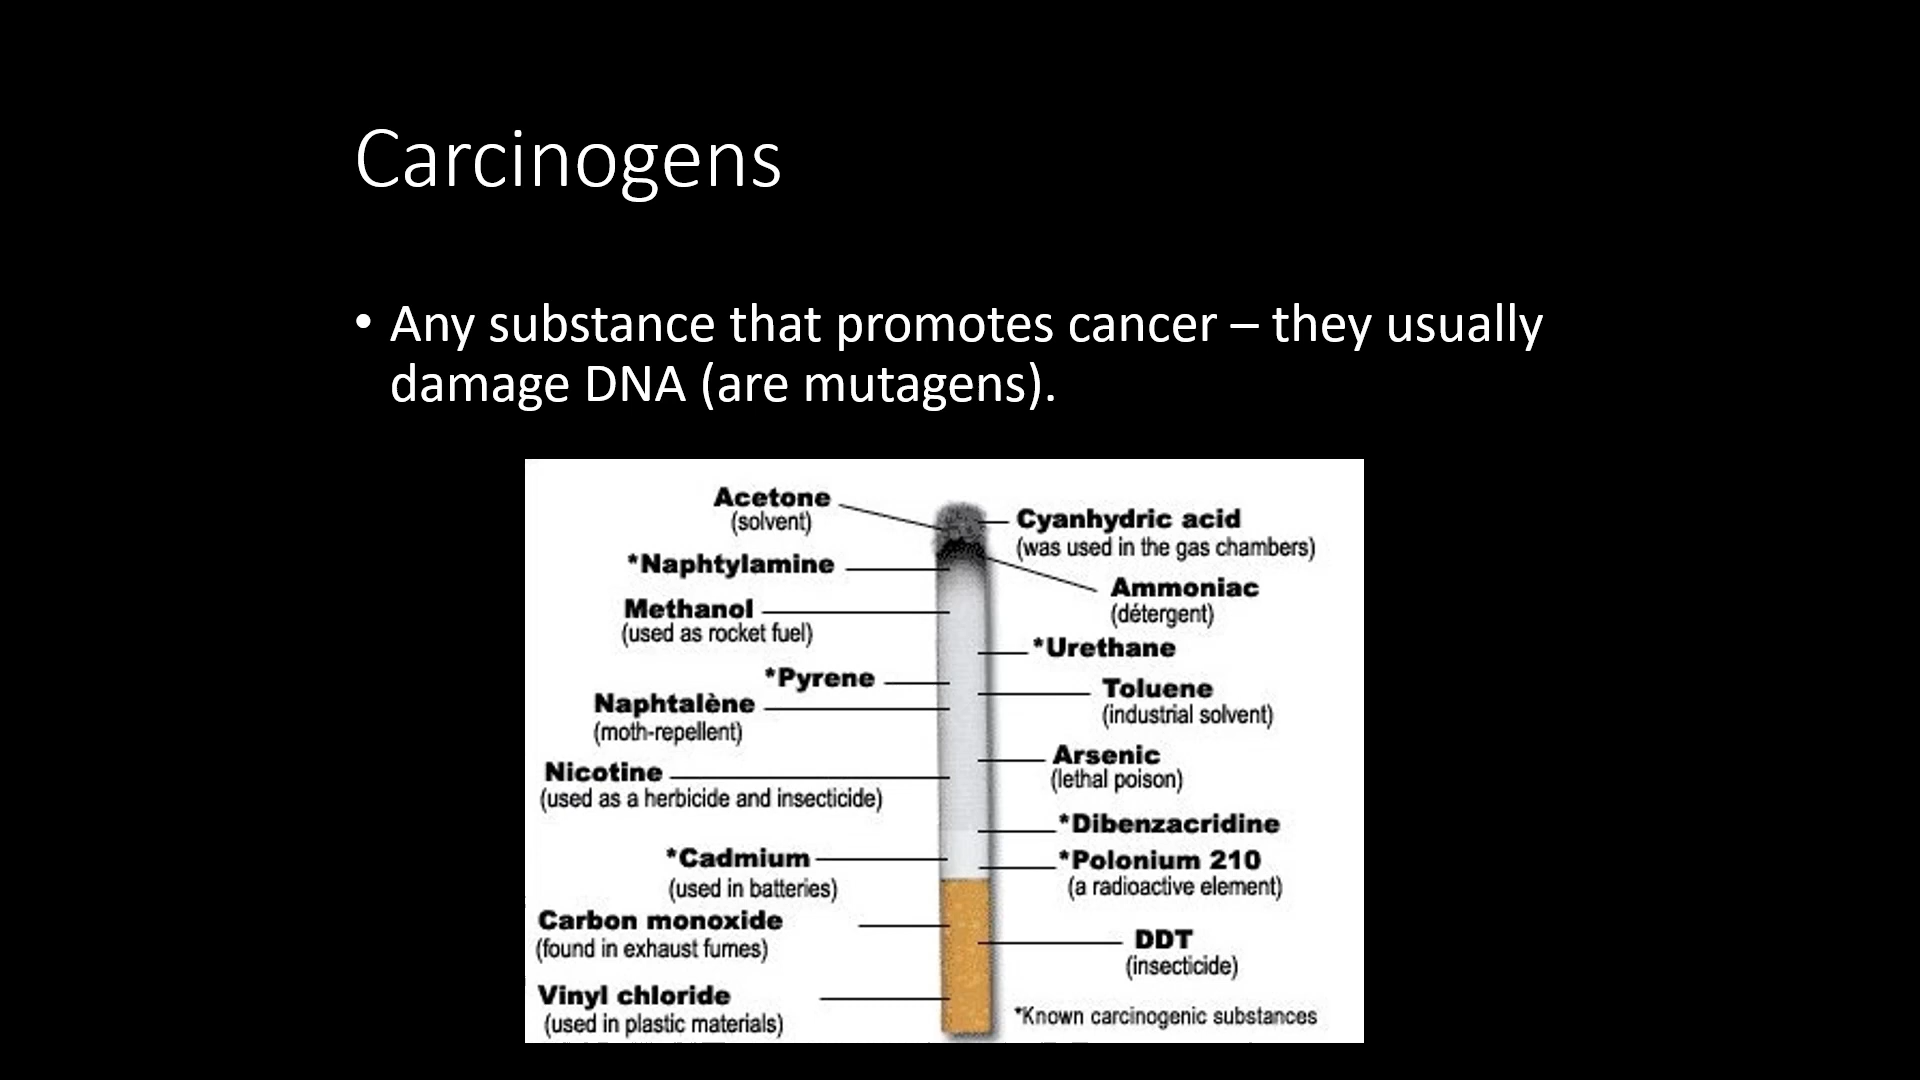 Carcinogens
• Any substance that promotes cancer – they usually
damage DNA (are mutagens).
Acetone
(solvent)
*Naphtylamine
Methanol
(used as rocket fuel)
*Pyrene
Naphtalène
(moth-repellent)
Nicotine
(used as a herbicide and insecticide)
*Cadmium
(used in batteries)
Carbon monoxide
(found in exhaust fumes)
Vinyl chloride
(used in plastic materials)
Cyanhydric acid
(was used in the gas chambers)
Ammoniac
(détergent)
*Urethane
Toluene
(industrial solvent)
Arsenic
(lethal poison)
*Dibenzacridine
*Polonium 210
(a radioactive element)
DDT
(insecticide)
*Known carcinogenic substances